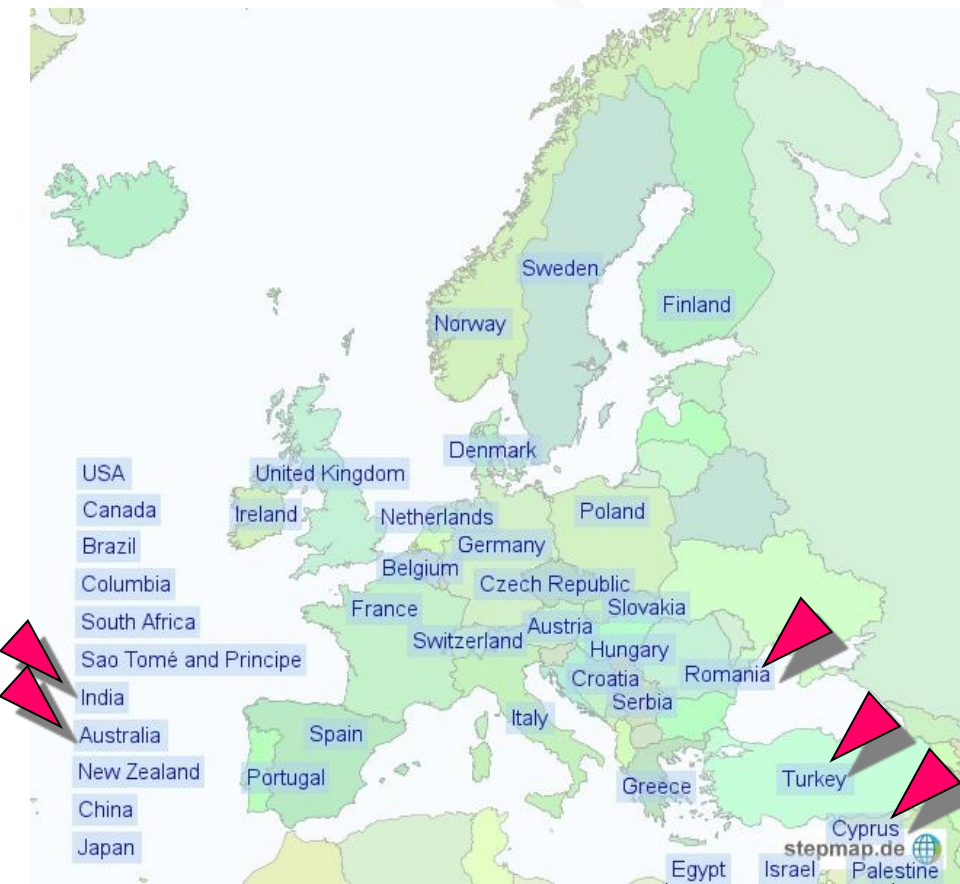 Sweden
Finland
Norway
Denmark
USA
United Kingdom
Canada
Ireland
Netherlands
Poland
Brazil
Germany
Belgium
Columbia
Czech Republic
France
Slovakia
South Africa
Switzerland
Austria
Hungary
Sao Tomé and Principe
Romania
Croatia
India
Serbia
Italy
Australia
Spain
New Zealand
Portugal
Turkey
Greece
China
Cyprus
Japan
stepmap.de
Egypt
Israel
Palestine